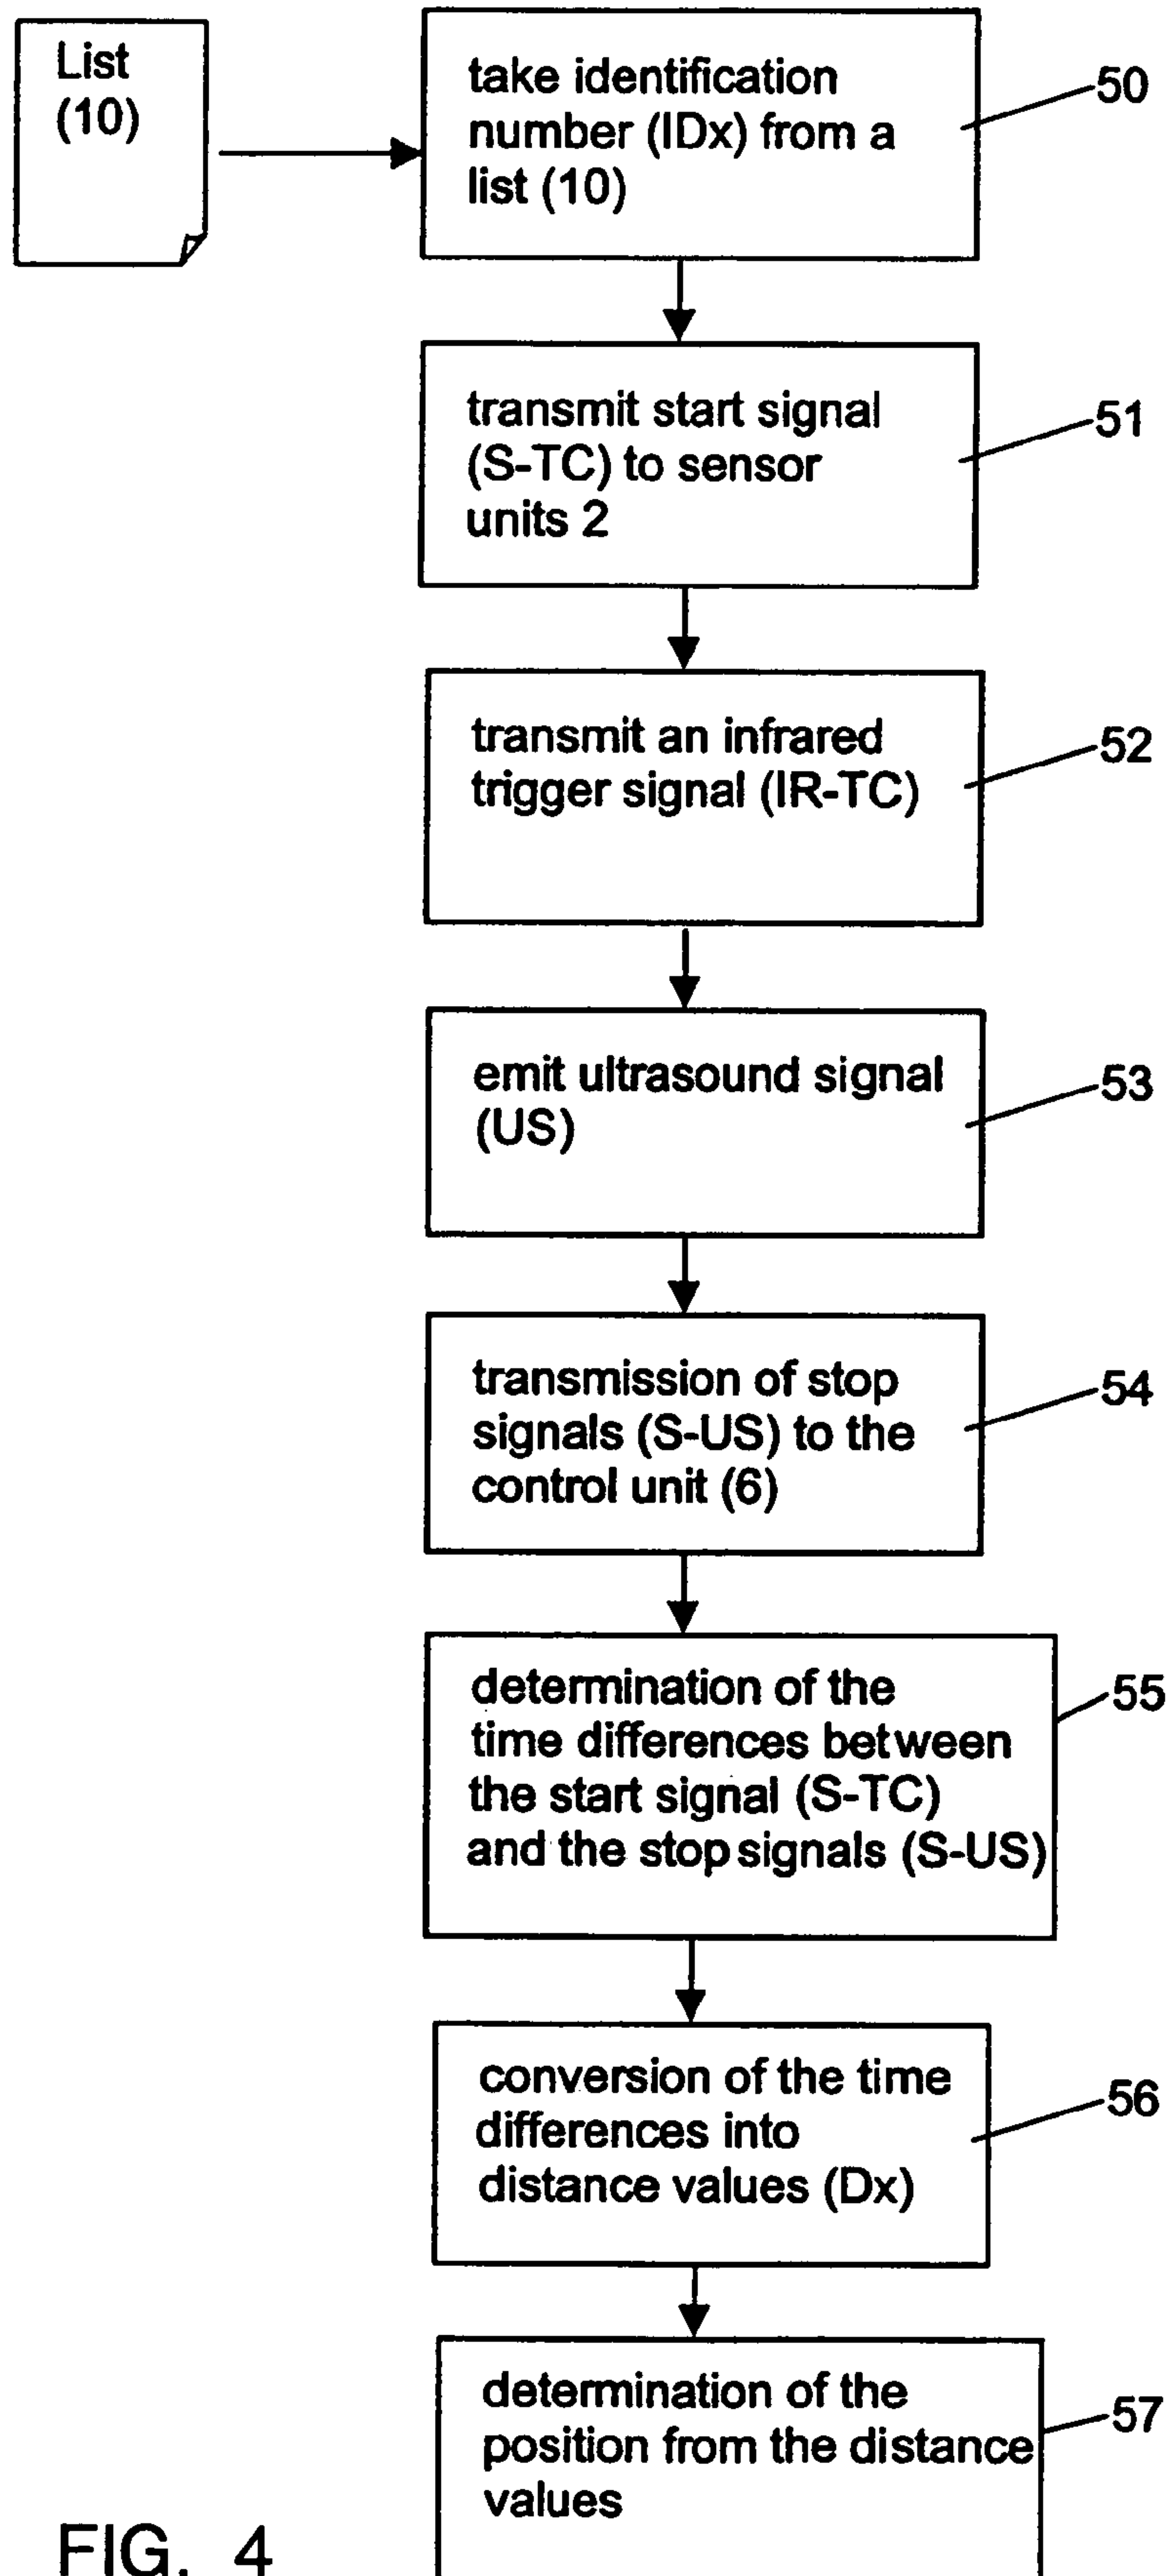 List
(10)
take identification
number (IDx) from a
list (10)
50
transmit start signal
(S-TC) to sensor
units 2
51
transmit an infrared
trigger signal (IR-TC)
52
emit ultrasound signal
(US)
53
transmission of stop
signals (S-US) to the
control unit (6)
54
determination of the
time differences between
the start signal (S-TC)
and the stop signals (S-US)
55
conversion of the time
differences into
distance values (Dx)
56
determination of the
position from the distance
values
57
FIG. 4